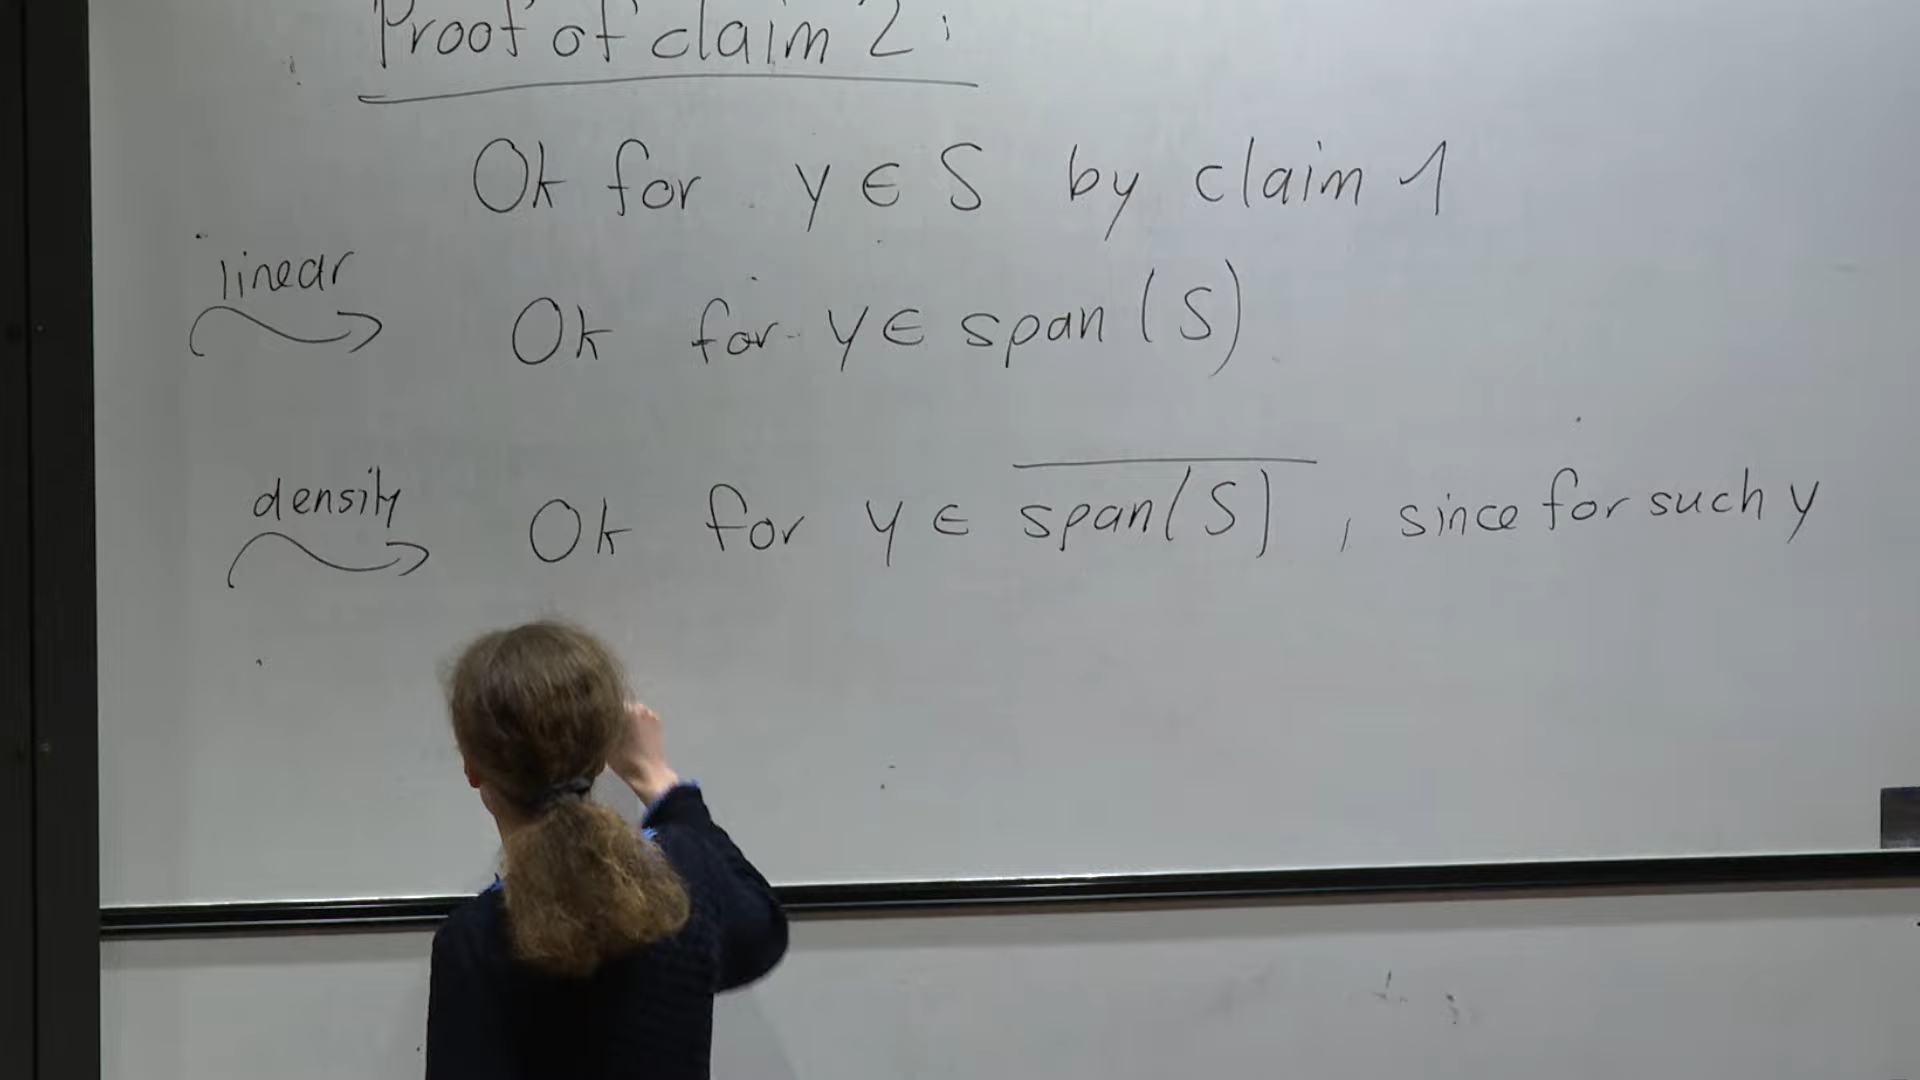 Proof of claim 2:
Ok for y ∈ S by claim 1
linear
Ok for y ∈ span (S)
density
Ok for y ∈ \overline{span(S)}, since for such y